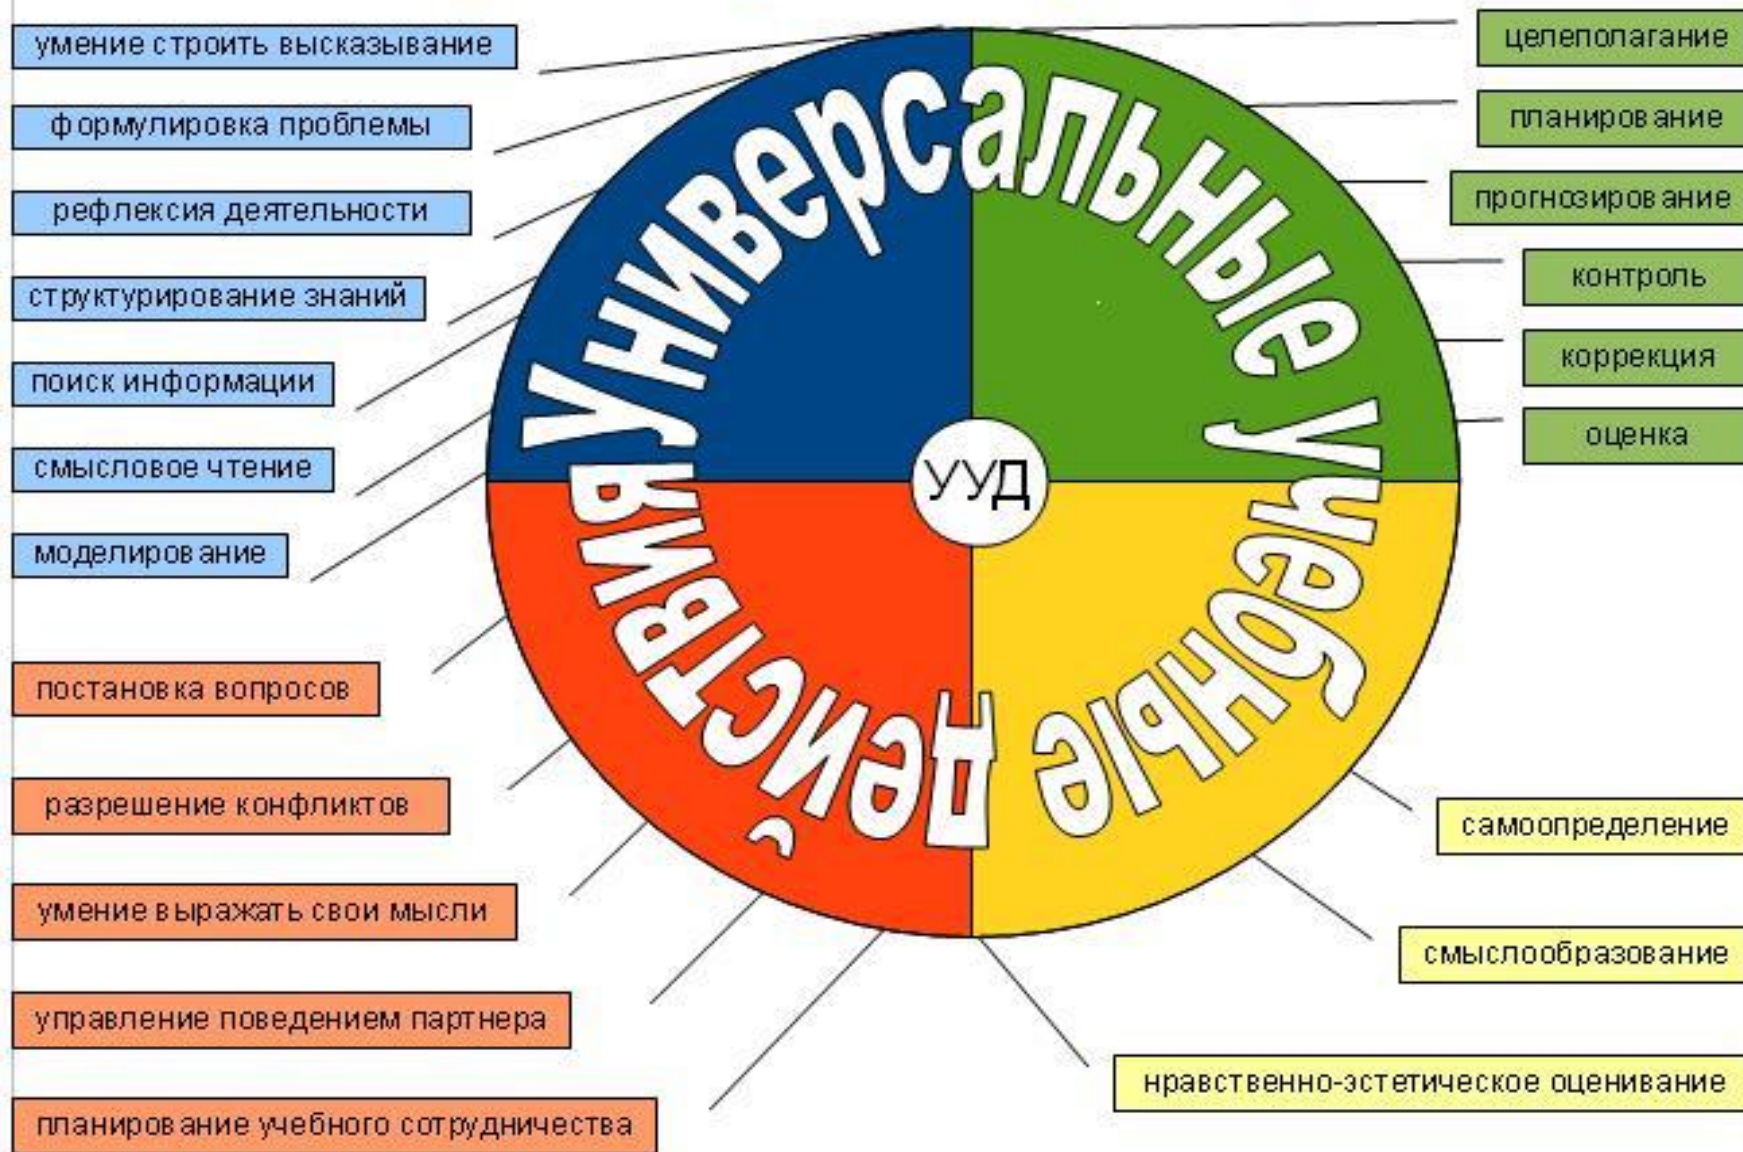 умение строить высказывание
формулировка проблемы
рефлексия деятельности
структурирование знаний
поиск информации
смысловое чтение
моделирование
постановка вопросов
разрешение конфликтов
умение выражать свои мысли
управление поведением партнера
планирование учебного сотрудничества
Универсальные учебные действия
УУД
целеполагание
планирование
прогнозирование
контроль
коррекция
оценка
самоопределение
смыслообразование
нравственно-эстетическое оценивание